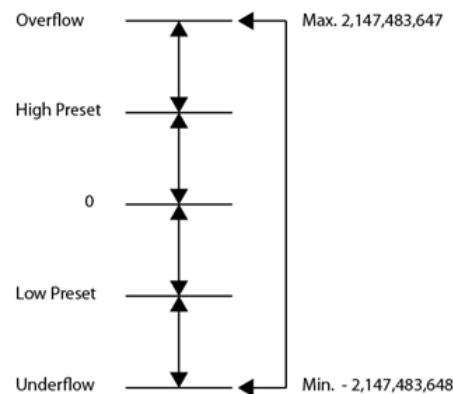 Overflow
Max. 2,147,483,647
High Preset
0
Low Preset
Underflow
Min. - 2,147,483,648